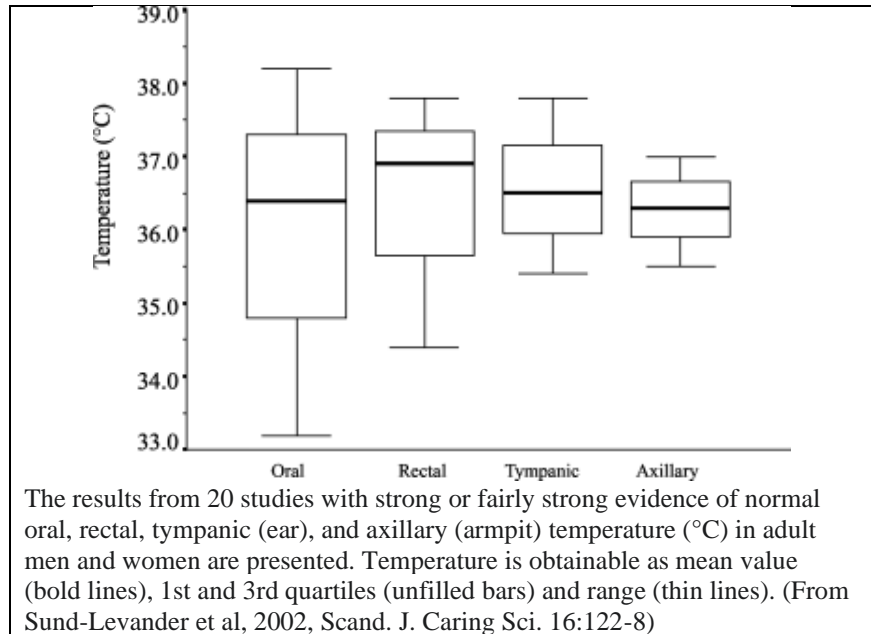 39.0
38.0
37.0
36.0
35.0
34.0
33.0
Temperature (°C)
Oral Rectal Tympanic Axillary
The results from 20 studies with strong or fairly strong evidence of normal
oral, rectal, tympanic (ear), and axillary (armpit) temperature (°C) in adult
men and women are presented. Temperature is obtainable as mean value
(bold lines), 1st and 3rd quartiles (unfilled bars) and range (thin lines). (From
Sund-Levander et al, 2002, Scand. J. Caring Sci. 16:122-8)